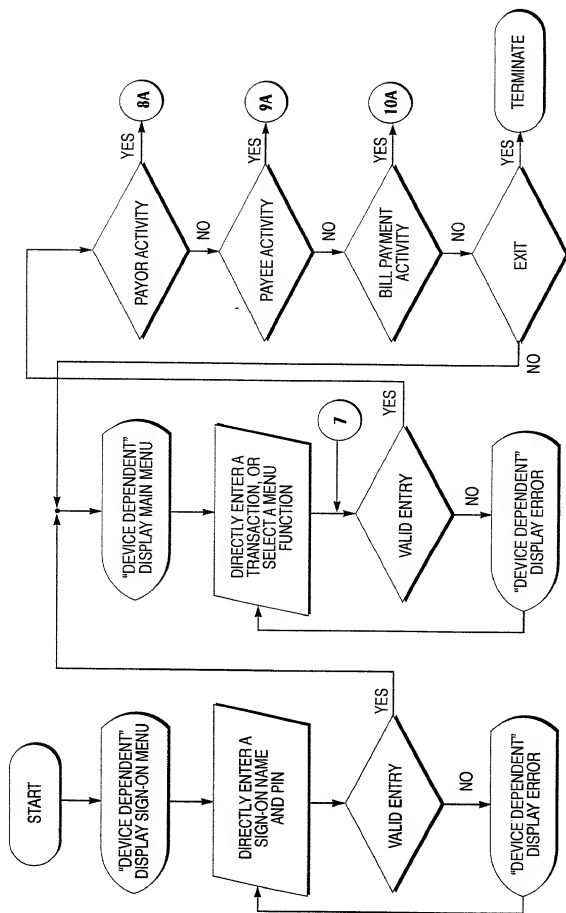 START
"DEVICE DEPENDENT"
DISPLAY SIGN-ON MENU
DIRECTLY ENTER A
SIGN-ON NAME
AND PIN
VALID ENTRY
YES
NO
"DEVICE DEPENDENT"
DISPLAY ERROR
"DEVICE DEPENDENT"
DISPLAY MAIN MENU
DIRECTLY ENTER A
TRANSACTION, OR
SELECT A MENU
FUNCTION
7
VALID ENTRY
YES
NO
"DEVICE DEPENDENT"
DISPLAY ERROR
PAYOR ACTIVITY
YES
8A
NO
PAYEE ACTIVITY
YES
9A
NO
BILL PAYMENT
ACTIVITY
YES
10A
NO
EXIT
YES
TERMINATE
NO